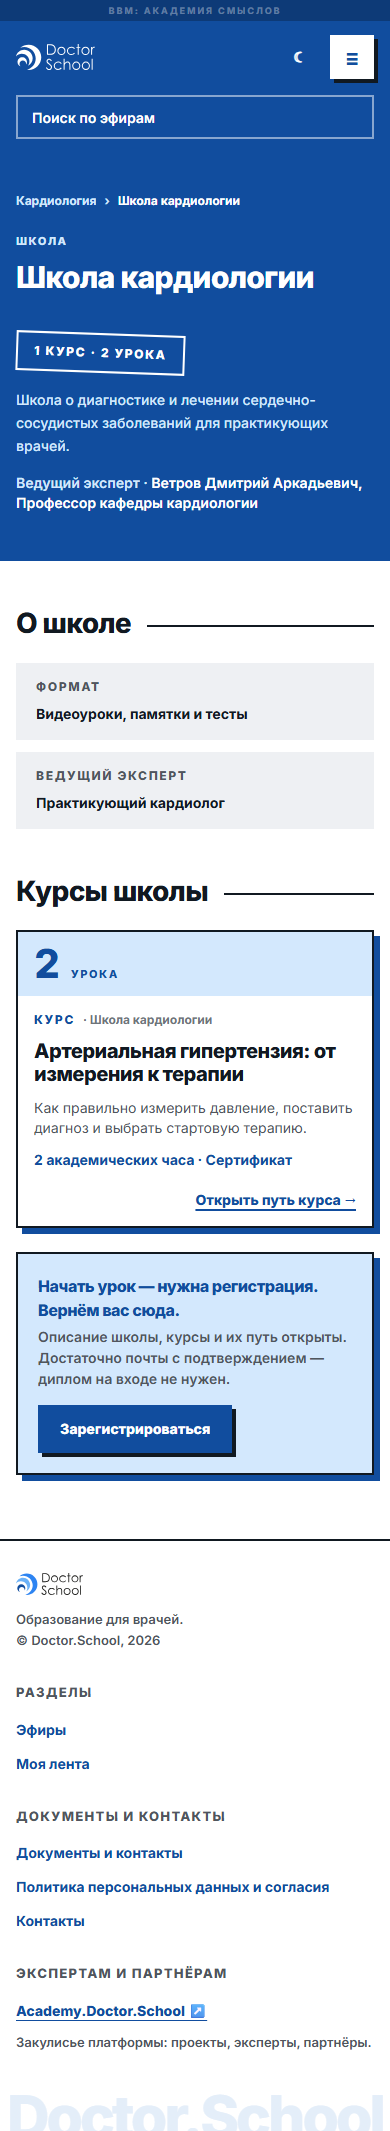 ВВМ: АКАДЕМИЯ СМЫСЛОВ
Doctor
School
Поиск по эфирам
Кардиология › Школа кардиологии
ШКОЛА
Школа кардиологии
1 КУРС · 2 УРОКА
Школа о диагностике и лечении сердечно-
сосудистых заболеваний для практикующих
врачей.
Ведущий эксперт · Ветров Дмитрий Аркадьевич,
Профессор кафедры кардиологии
О школе
ФОРМАТ
Видеоуроки, памятки и тесты
ВЕДУЩИЙ ЭКСПЕРТ
Практикующий кардиолог
Курсы школы
2 УРОКА
КУРС · Школа кардиологии
Артериальная гипертензия: от
измерения к терапии
Как правильно измерить давление, поставить
диагноз и выбрать стартовую терапию.
2 академических часа · Сертификат
Открыть путь курса →
Начать урок — нужна регистрация.
Вернём вас сюда.
Описание школы, курсы и их путь открыты.
Достаточно почты с подтверждением —
диплом на входе не нужен.
Зарегистрироваться
Doctor
School
Образование для врачей.
© Doctor.School, 2026
РАЗДЕЛЫ
Эфиры
Моя лента
ДОКУМЕНТЫ И КОНТАКТЫ
Документы и контакты
Политика персональных данных и согласия
Контакты
ЭКСПЕРТАМ И ПАРТНЁРАМ
Academy.Doctor.School ↗
Закулисье платформы: проекты, эксперты, партнёры.
Doctor.School